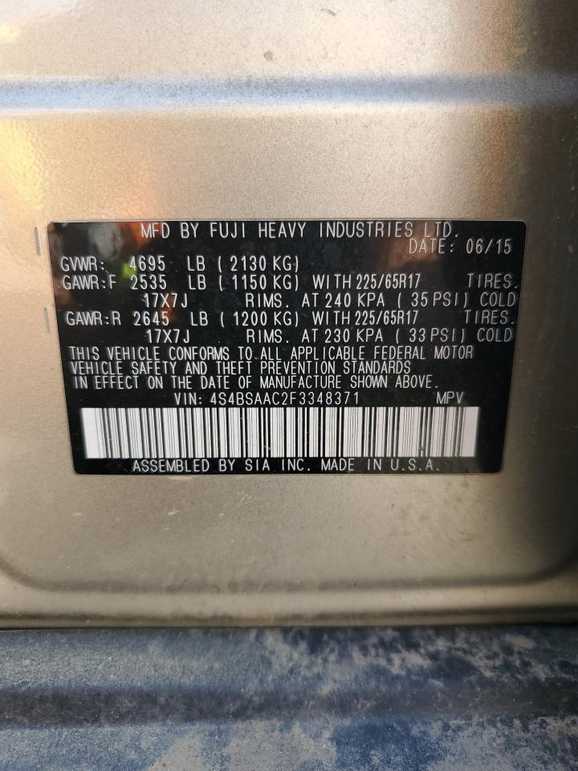 MFD BY FUJI HEAVY INDUSTRIES LTD.
DATE: 06/15
GVWR: 4695 LB ( 2130 KG)
GAWR:F 2535 LB ( 1150 KG) WITH 225/65R17 TIRES.
17X7J RIMS. AT 240 KPA ( 35 PSI) COLD
GAWR:R 2645 LB ( 1200 KG) WITH 225/65R17 TIRES.
17X7J RIMS. AT 230 KPA ( 33 PSI) COLD
THIS VEHICLE CONFORMS TO ALL APPLICABLE FEDERAL MOTOR
VEHICLE SAFETY AND THEFT PREVENTION STANDARDS
IN EFFECT ON THE DATE OF MANUFACTURE SHOWN ABOVE.
VIN: 4S4BSAAC2F3348371 MPV
ASSEMBLED BY SIA INC. MADE IN U.S.A.